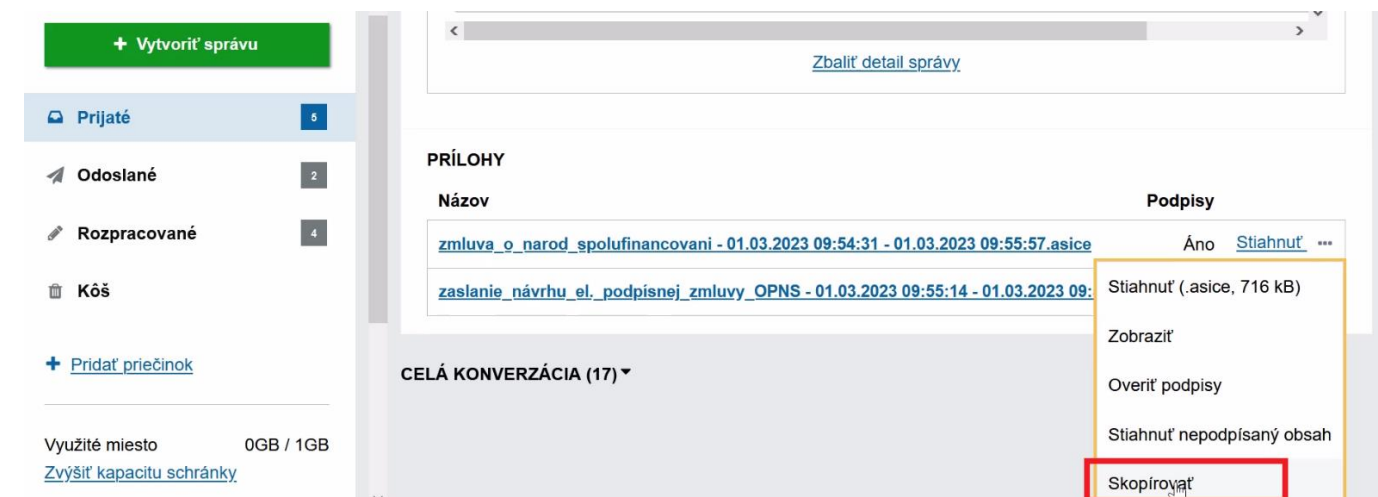 + Vytvoriť správu
Prijaté 5
Odoslané 2
Rozpracované 4
Kôš
+ Pridať priečinok
Využité miesto 0GB / 1GB
Zvýšiť kapacitu schránky
Zbaliť detail správy
PRÍLOHY
Názov Podpisy
zmluva_o_narod_spolufinancovani - 01.03.2023 09:54:31 - 01.03.2023 09:55:57.asice Áno Stiahnuť
zaslanie_návrhu_el._podpisnej_zmluvy_OPNS - 01.03.2023 09:55:14 - 01.03.2023 09:
Stiahnuť (.asice, 716 kB)
Zobraziť
Overiť podpisy
Stiahnuť nepodpísaný obsah
Skopírovať
CELÁ KONVERZÁCIA (17)